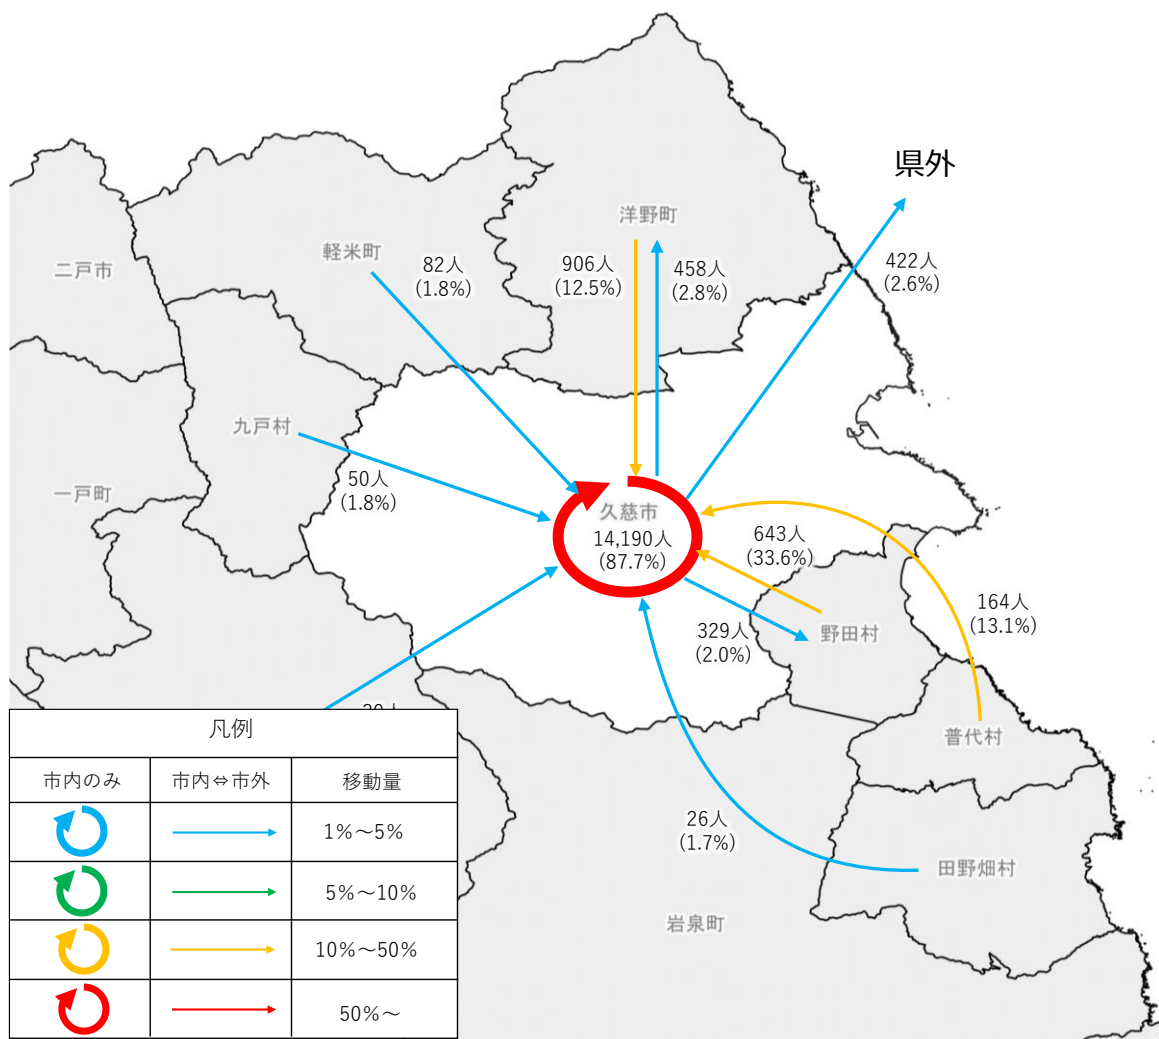 県外
洋野町
軽米町
二戸市
82人
(1.8%)
906人
(12.5%)
458人
(2.8%)
422人
(2.6%)
九戸村
50人
(1.8%)
一戸町
久慈市
14,190人
(87.7%)
643人
(33.6%)
164人
(13.1%)
329人
(2.0%)
野田村
普代村
26人
(1.7%)
田野畑村
岩泉町
凡例
市内のみ
市内⇔市外
移動量
1%～5%
5%～10%
10%～50%
50%～